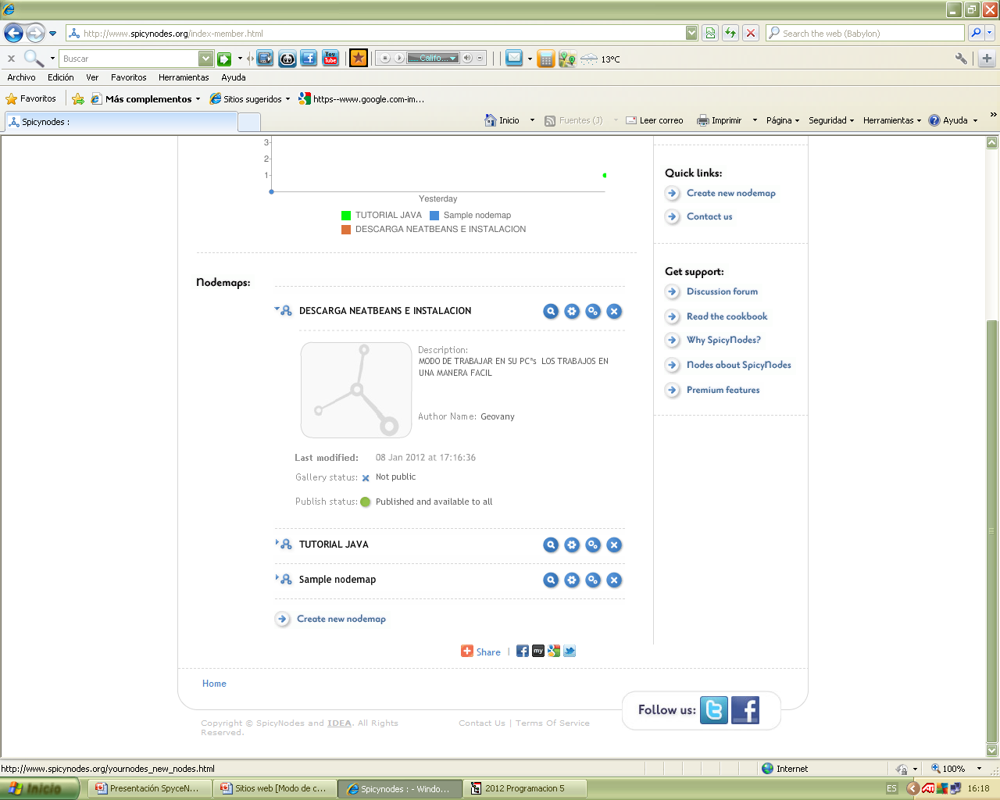 http://www.spicynodes.org/index-member.html
Search the web (Babylon)
x
Buscar
You Tube
Califo...
13°C
Archivo Edición Ver Favoritos Herramientas Ayuda
Favoritos Más complementos Sitios sugeridos https--www.google.com-im...
Spicynodes :
Inicio Fuentes (J) Leer correo Imprimir Página Seguridad Herramientas Ayuda »
3
2
1
Yesterday
TUTORIAL JAVA Sample nodemap
DESCARGA NEATBEANS E INSTALACION
Quick links:
Create new nodemap
Contact us
Get support:
Discussion forum
Read the cookbook
Why SpicyNodes?
Nodes about SpicyNodes
Premium features
Nodemaps:
DESCARGA NEATBEANS E INSTALACION
Description:
MODO DE TRABAJAR EN SU PC"s LOS TRABAJOS EN
UNA MANERA FACIL
Author Name: Geovany
Last modified: 08 Jan 2012 at 17:16:36
Gallery status: Not public
Publish status: Published and available to all
TUTORIAL JAVA
Sample nodemap
Create new nodemap
Share | my
Home
Follow us:
Copyright © SpicyNodes and IDEA. All Rights
Reserved.
Contact Us | Terms Of Service
http://www.spicynodes.org/yournodes_new_nodes.html
Internet
100%
Inicio
Presentación SpyceN...
Sitios web [Modo de c...
Spicynodes : - Windo...
2012 Programacion 5
ES
16:18